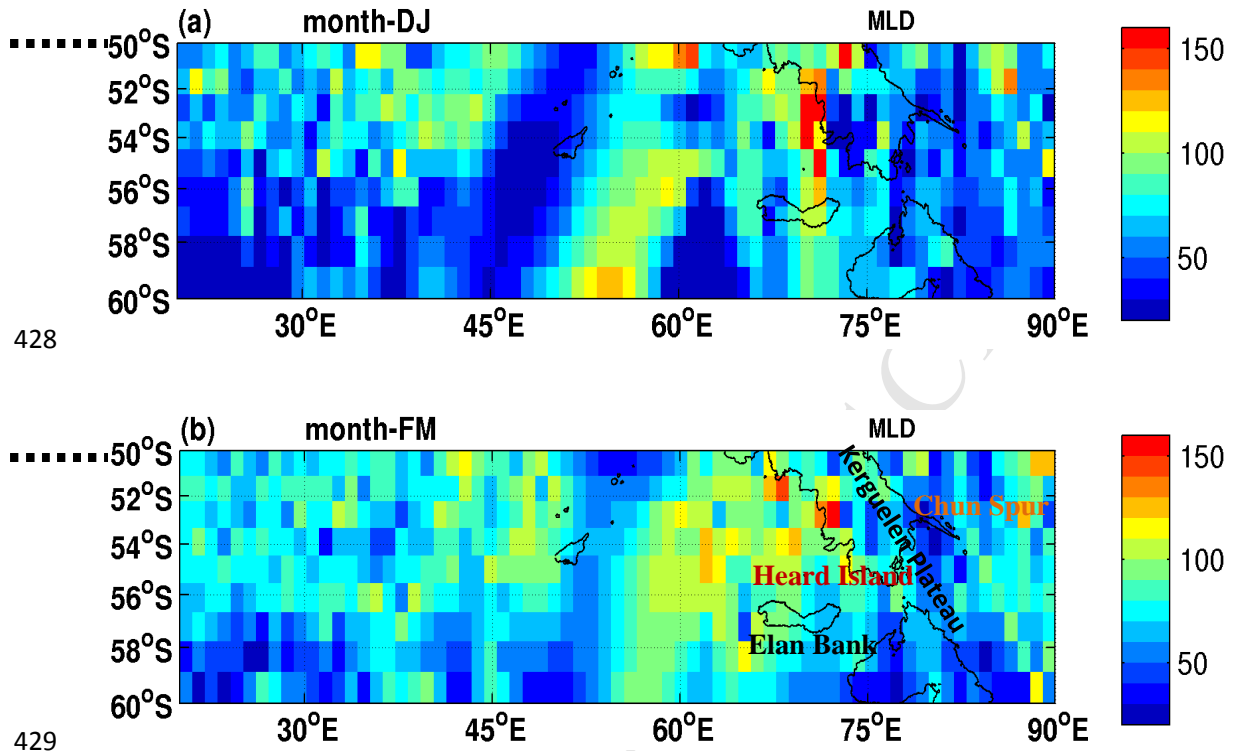 (a) month-DJ MLD
50°S
52°S
54°S
56°S
58°S
60°S
30°E 45°E 60°E 75°E 90°E
150
100
50
428
(b) month-FM MLD
50°S
52°S
54°S
56°S
58°S
60°S
30°E 45°E 60°E 75°E 90°E
Kerguelen Plateau
Chun Spur
Heard Island
Elan Bank
150
100
50
429